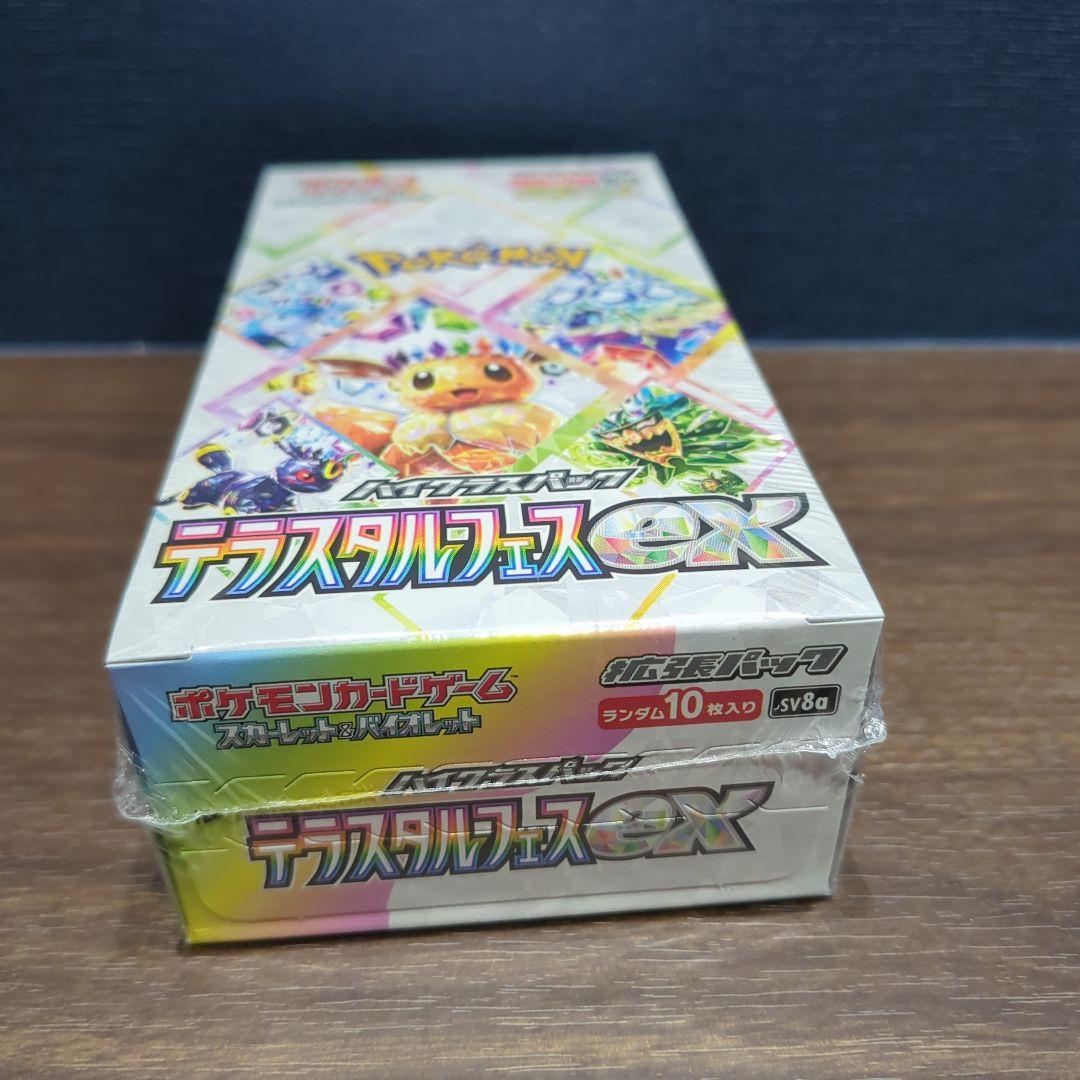 POKÉMON
ハイクラスパック
テラスタルフェスex
ポケモンカードゲーム™
スカーレット&バイオレット
拡張パック
ランダム10枚入り
SV8a
ハイクラスパック
テラスタルフェスex